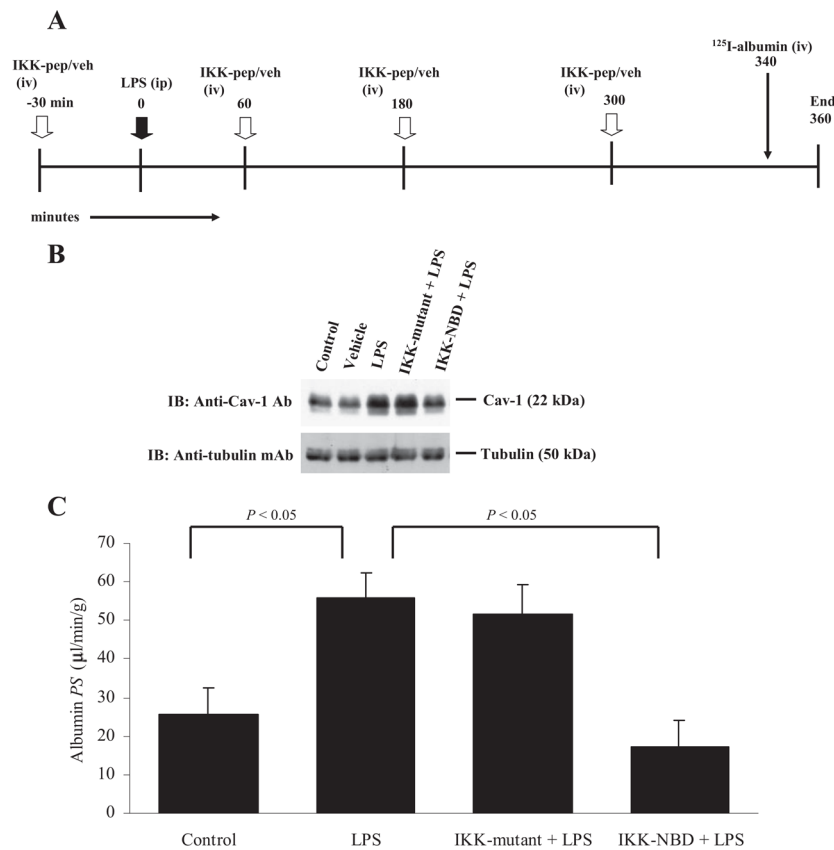 A
IKK-pep/veh
(iv)
-30 min
LPS (ip)
0
IKK-pep/veh
(iv)
60
IKK-pep/veh
(iv)
180
IKK-pep/veh
(iv)
300
¹²⁵I-albumin (iv)
340
End
360
minutes
B
Control
Vehicle
LPS
IKK-mutant + LPS
IKK-NBD + LPS
IB: Anti-Cav-1 Ab
Cav-1 (22 kDa)
IB: Anti-tubulin mAb
Tubulin (50 kDa)
C
P < 0.05
P < 0.05
Albumin PS (µl/min/g)
70
60
50
40
30
20
10
0
Control
LPS
IKK-mutant + LPS
IKK-NBD + LPS